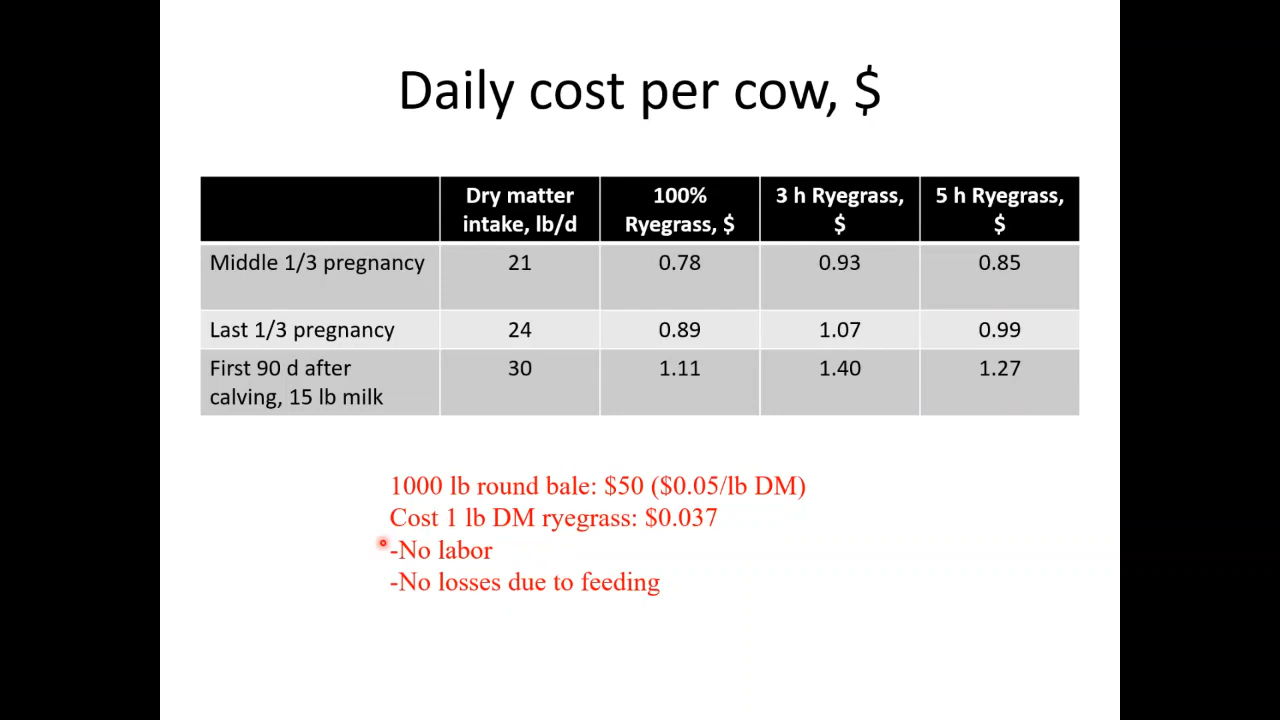 Daily cost per cow, $
Dry matter intake, lb/d
100% Ryegrass, $
3 h Ryegrass, $
5 h Ryegrass, $
Middle 1/3 pregnancy 21 0.78 0.93 0.85
Last 1/3 pregnancy 24 0.89 1.07 0.99
First 90 d after calving, 15 lb milk 30 1.11 1.40 1.27
1000 lb round bale: $50 ($0.05/lb DM)
Cost 1 lb DM ryegrass: $0.037
-No labor
-No losses due to feeding